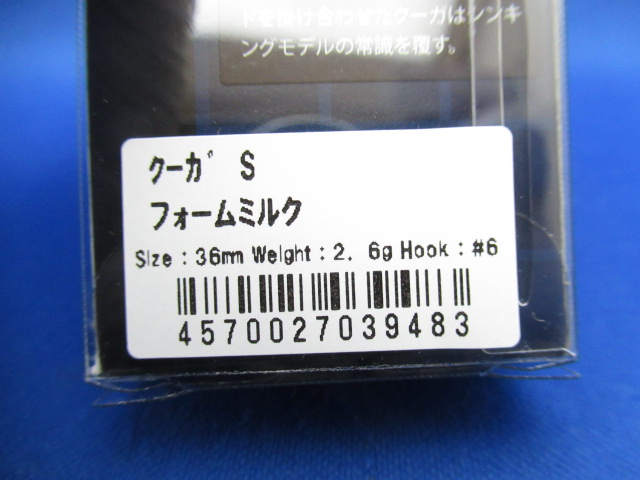 ドを掛け合わせたクーガはシンキ
ングモデルの常識を覆す。
クーガ S
フォームミルク
Size : 36mm Weight : 2. 6g Hook : #6
4570027039483